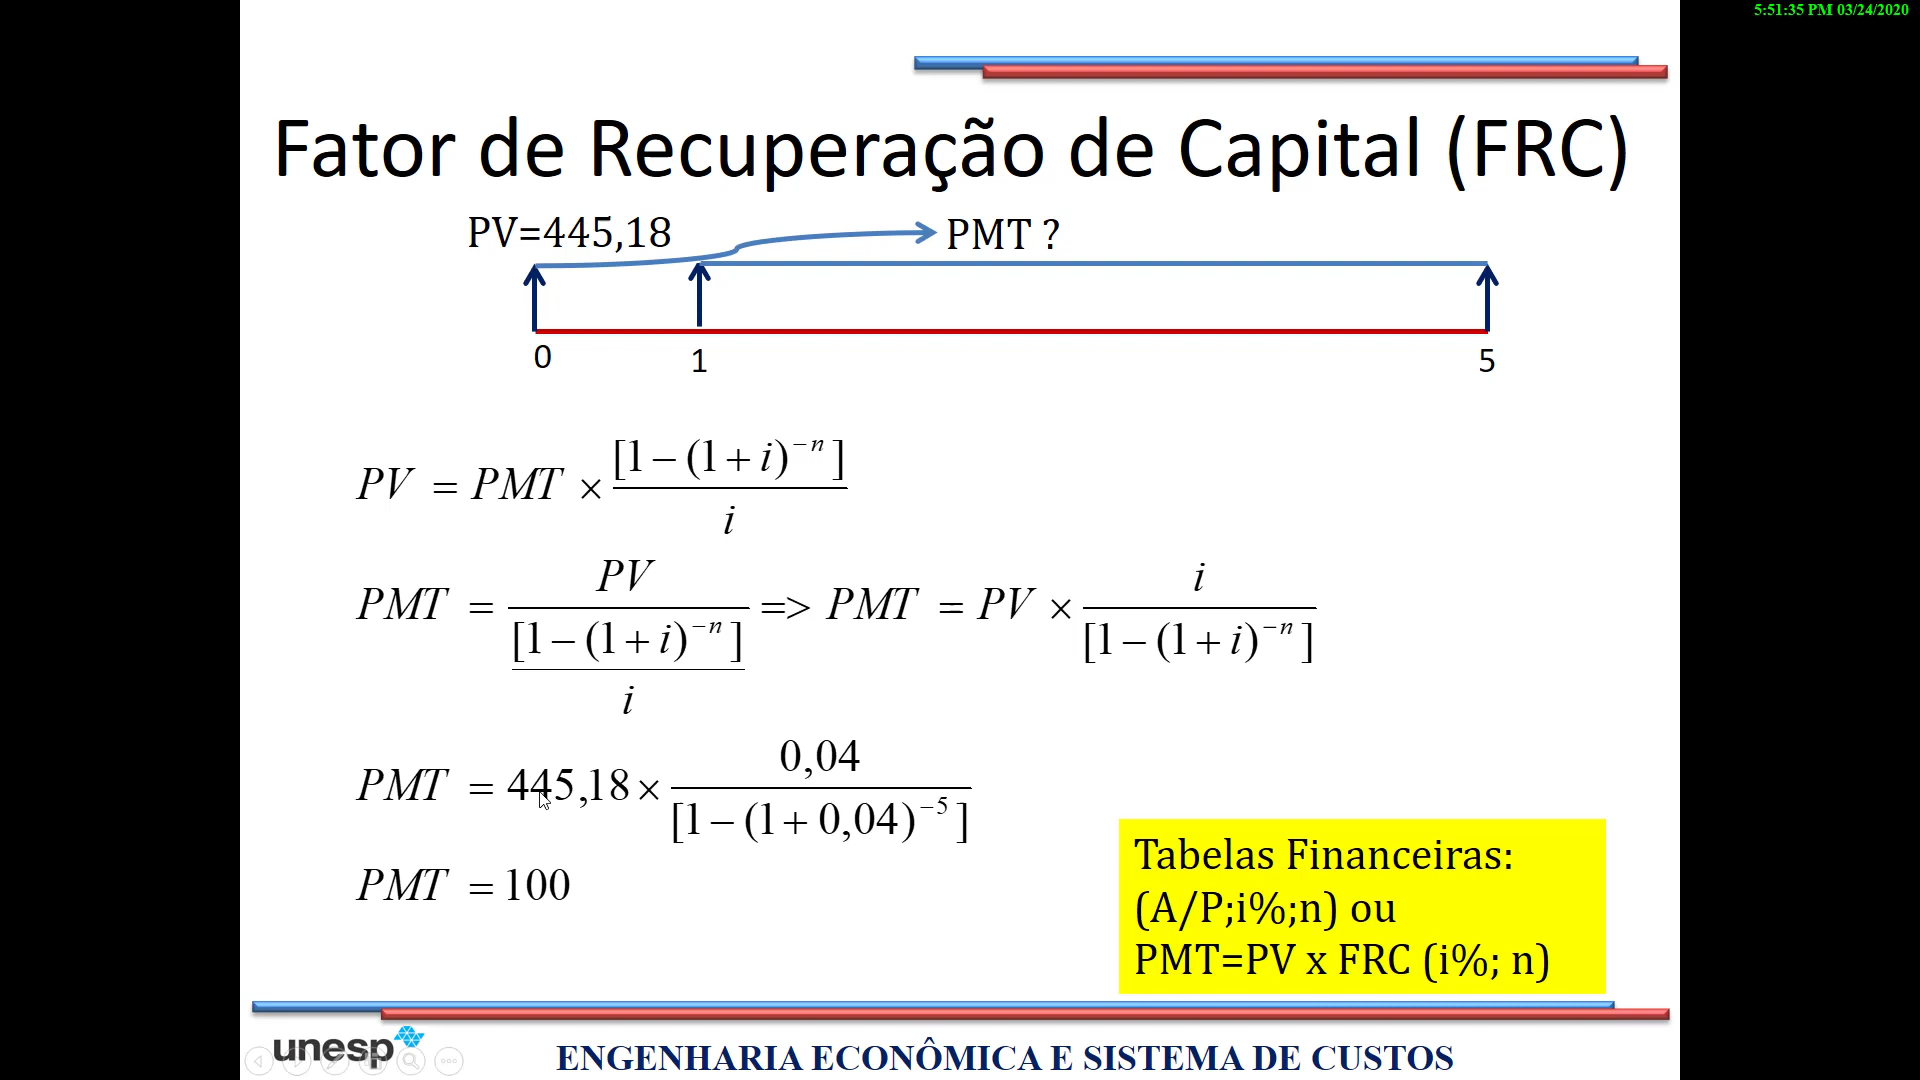 5:51:35 PM 03/24/2020
Fator de Recuperação de Capital (FRC)
PV=445,18
PMT ?
0
1
5
PV = PMT × [1 − (1 + i)^−n] / i
PMT = PV / ([1 − (1 + i)^−n] / i) => PMT = PV × i / [1 − (1 + i)^−n]
PMT = 445,18 × 0,04 / [1 − (1 + 0,04)^−5]
PMT = 100
Tabelas Financeiras:
(A/P;i%;n) ou
PMT=PV x FRC (i%; n)
unesp
ENGENHARIA ECONÔMICA E SISTEMA DE CUSTOS